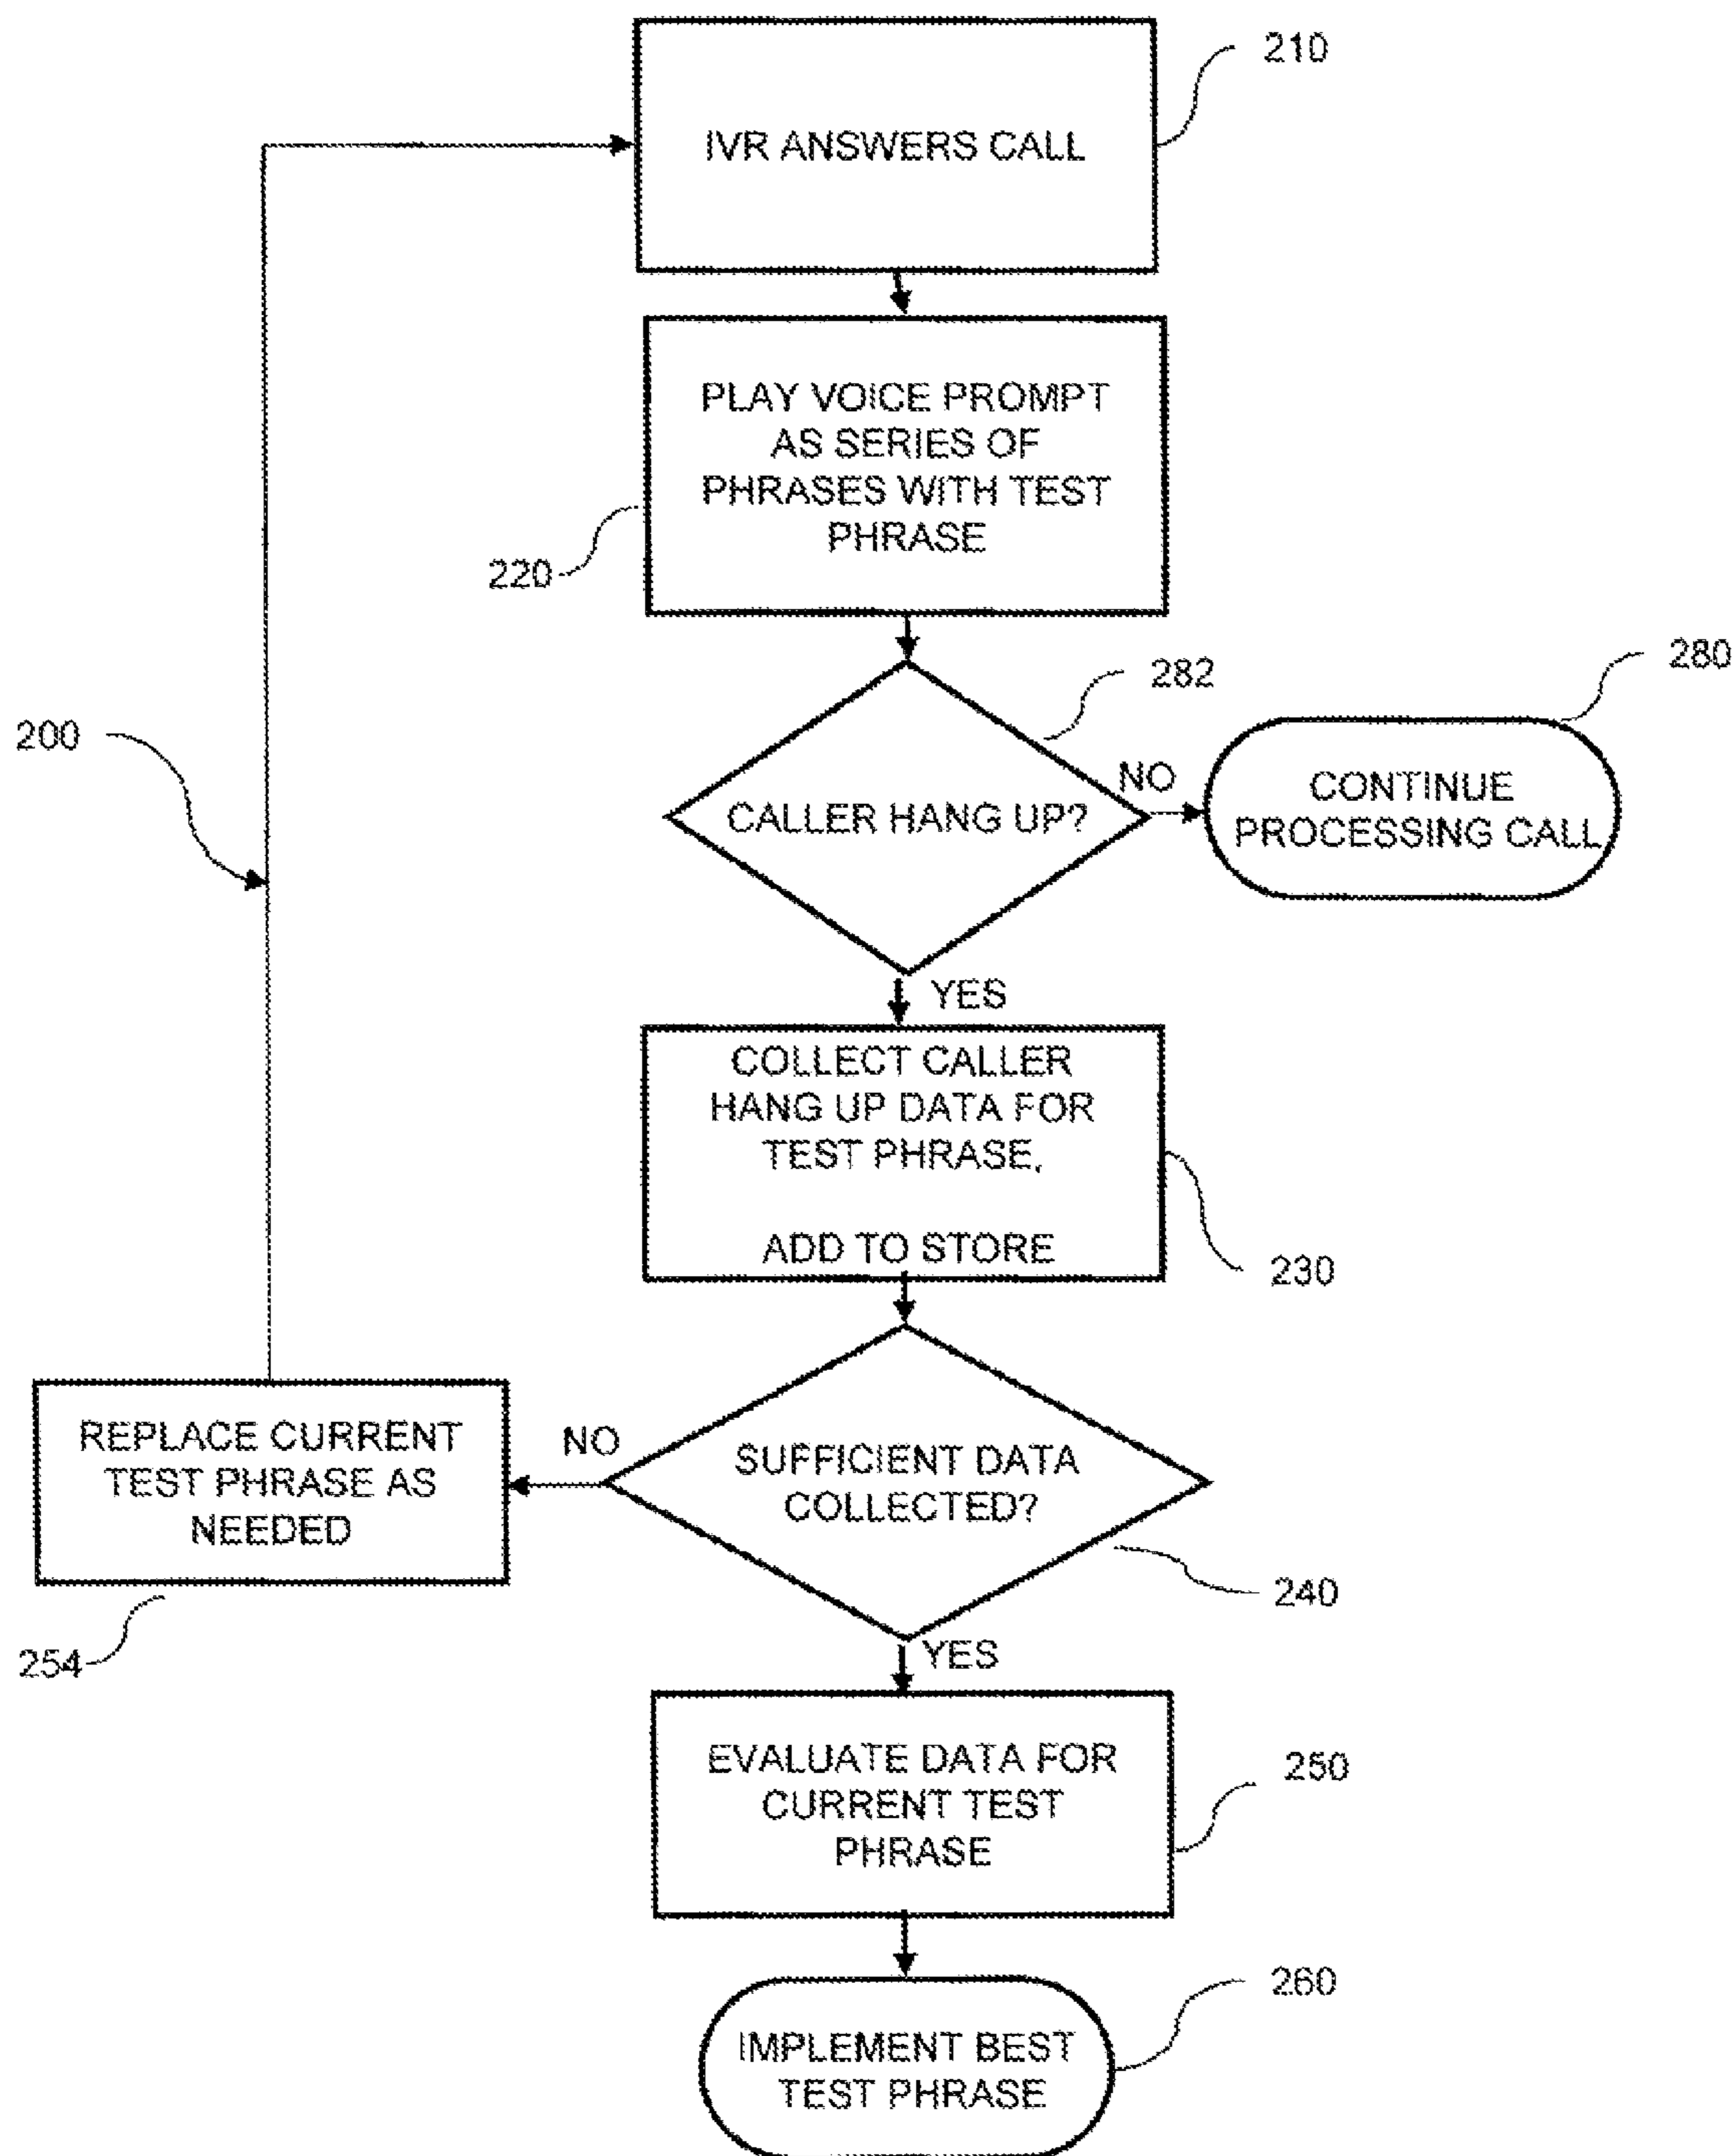 210
IVR ANSWERS CALL
PLAY VOICE PROMPT
AS SERIES OF
PHRASES WITH TEST
PHRASE
220
282
280
200
CALLER HANG UP?
NO
CONTINUE
PROCESSING CALL
YES
COLLECT CALLER
HANG UP DATA FOR
TEST PHRASE,
ADD TO STORE
230
REPLACE CURRENT
TEST PHRASE AS
NEEDED
NO
SUFFICIENT DATA
COLLECTED?
240
254
YES
EVALUATE DATA FOR
CURRENT TEST
PHRASE
250
260
IMPLEMENT BEST
TEST PHRASE